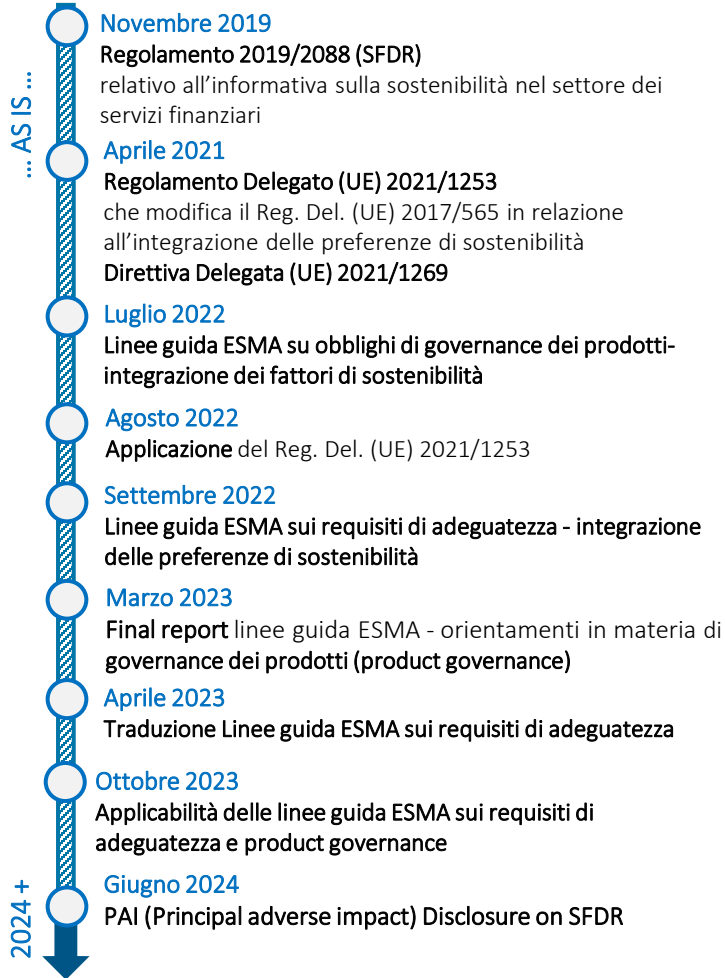 Novembre 2019
Regolamento 2019/2088 (SFDR)
relativo all'informativa sulla sostenibilità nel settore dei
servizi finanziari
... AS IS ...
Aprile 2021
Regolamento Delegato (UE) 2021/1253
che modifica il Reg. Del. (UE) 2017/565 in relazione
all'integrazione delle preferenze di sostenibilità
Direttiva Delegata (UE) 2021/1269
Luglio 2022
Linee guida ESMA su obblighi di governance dei prodotti-
integrazione dei fattori di sostenibilità
Agosto 2022
Applicazione del Reg. Del. (UE) 2021/1253
Settembre 2022
Linee guida ESMA sui requisiti di adeguatezza - integrazione
delle preferenze di sostenibilità
Marzo 2023
Final report linee guida ESMA - orientamenti in materia di
governance dei prodotti (product governance)
Aprile 2023
Traduzione Linee guida ESMA sui requisiti di adeguatezza
Ottobre 2023
Applicabilità delle linee guida ESMA sui requisiti di
adeguatezza e product governance
2024 +
Giugno 2024
PAI (Principal adverse impact) Disclosure on SFDR